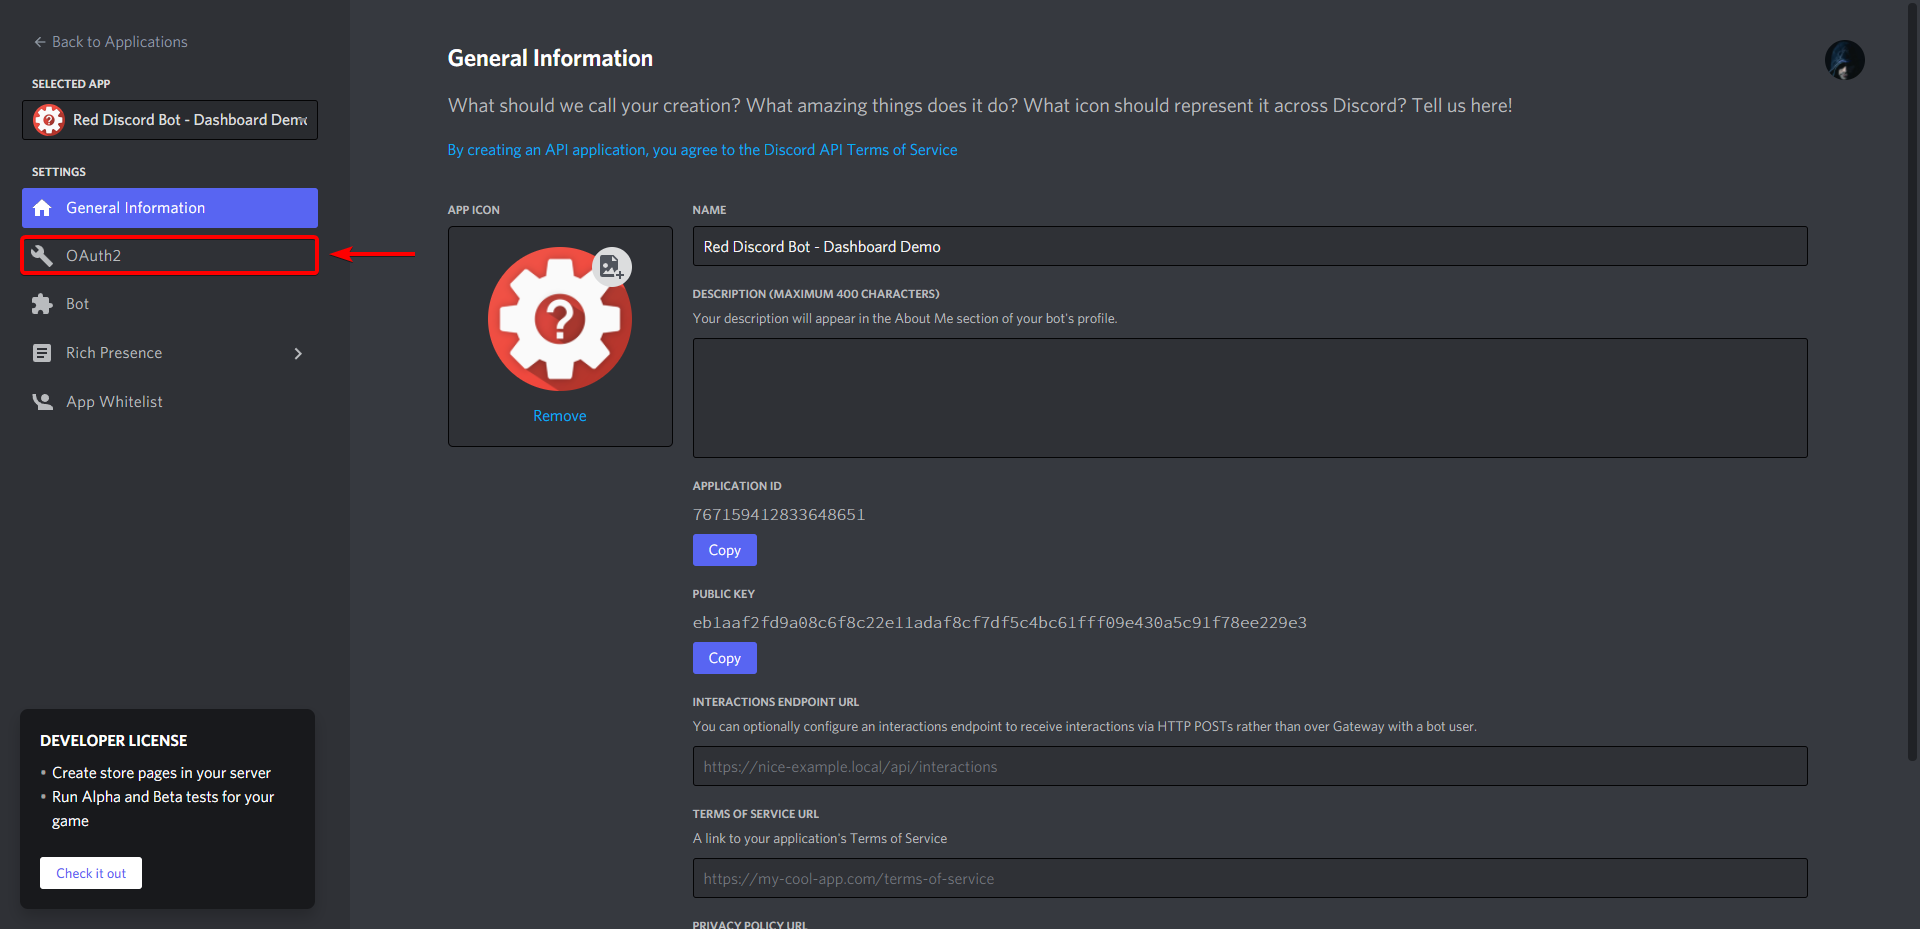 Back to Applications
SELECTED APP
Red Discord Bot - Dashboard Demo
SETTINGS
General Information
OAuth2
Bot
Rich Presence
App Whitelist
DEVELOPER LICENSE
• Create store pages in your server
• Run Alpha and Beta tests for your
game
Check it out
General Information
What should we call your creation? What amazing things does it do? What icon should represent it across Discord? Tell us here!
By creating an API application, you agree to the Discord API Terms of Service
APP ICON
?
Remove
NAME
Red Discord Bot - Dashboard Demo
DESCRIPTION (MAXIMUM 400 CHARACTERS)
Your description will appear in the About Me section of your bot's profile.
APPLICATION ID
767159412833648651
Copy
PUBLIC KEY
eb1aaf2fd9a08c6f8c22e11adaf8cf7df5c4bc61fff09e430a5c91f78ee229e3
Copy
INTERACTIONS ENDPOINT URL
You can optionally configure an interactions endpoint to receive interactions via HTTP POSTs rather than over Gateway with a bot user.
https://nice-example.local/api/interactions
TERMS OF SERVICE URL
A link to your application's Terms of Service
https://my-cool-app.com/terms-of-service
PRIVACY POLICY URL